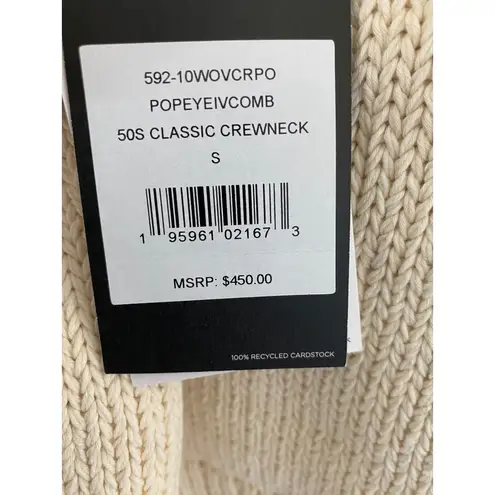 592-10WOVCRPO
POPEYEIVCOMB
50S CLASSIC CREWNECK
S
1 95961 02167 3
MSRP: $450.00
100% RECYCLED CARDSTOCK